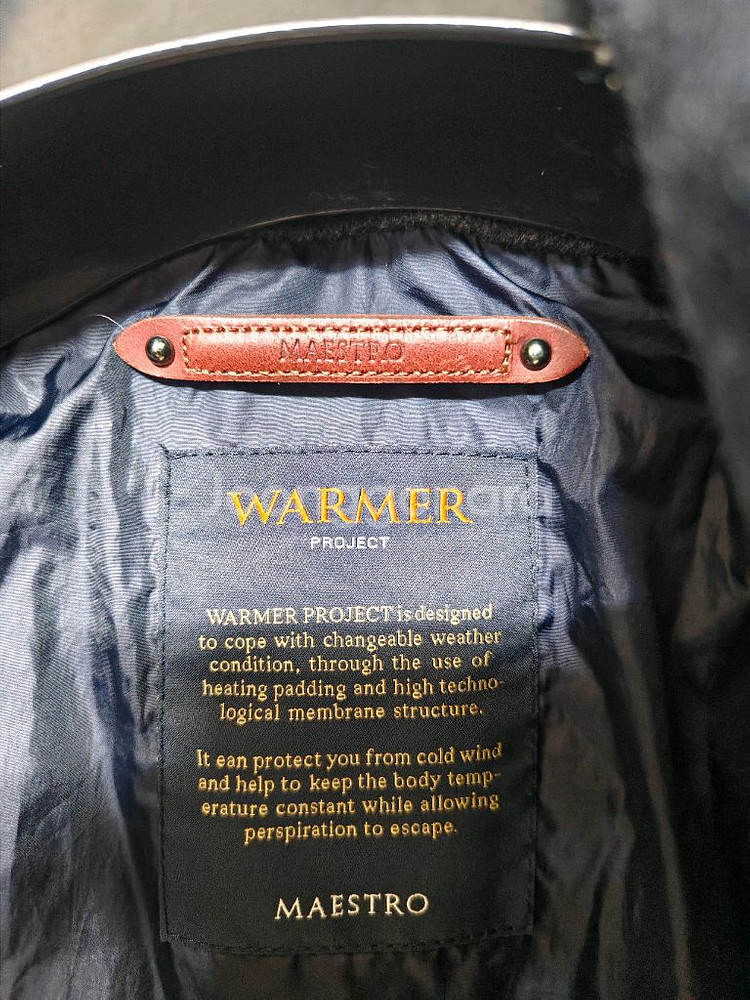 MAESTRO
WARMER
PROJECT
WARMER PROJECT is designed
to cope with changeable weather
condition, through the use of
heating padding and high techno-
logical membrane structure.
It ean protect you from cold wind
and help to keep the body temp-
erature constant while allowing
perspiration to escape.
MAESTRO